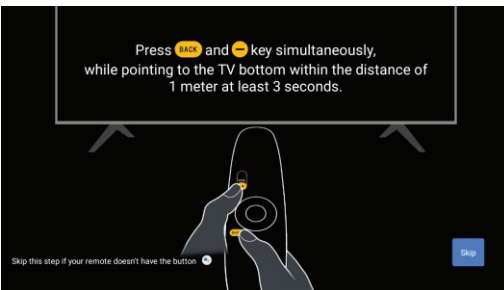 Press BACK and — key simultaneously,
while pointing to the TV bottom within the distance of
1 meter at least 3 seconds.
Skip this step if your remote doesn't have the button
Skip